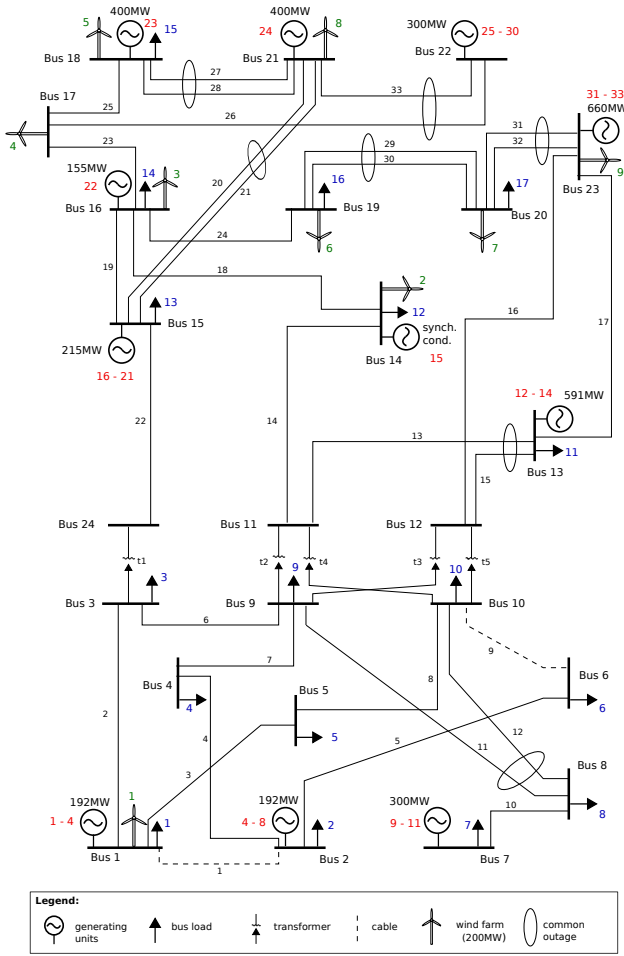 400MW
23
5
15
Bus 18
400MW
24
8
Bus 21
300MW
25 - 30
Bus 22
27
28
33
Bus 17
25
26
4
23
31 - 33
660MW
31
32
9
Bus 23
155MW
22
14
3
Bus 16
20
21
29
30
16
Bus 19
6
17
Bus 20
7
24
19
18
2
12
synch.
cond.
Bus 14
15
13
Bus 15
215MW
16 - 21
16
17
12 - 14
591MW
22
14
13
11
Bus 13
15
Bus 24
Bus 11
Bus 12
t1
t2
t4
t3
t5
3
9
10
Bus 3
Bus 9
Bus 10
6
7
9
Bus 4
4
Bus 5
5
8
Bus 6
6
2
4
3
5
11
12
Bus 8
8
192MW
1 - 4
1
1
Bus 1
1
192MW
4 - 8
2
Bus 2
300MW
9 - 11
7
10
Bus 7
Legend:
generating
units
bus load
transformer
cable
wind farm
(200MW)
common
outage